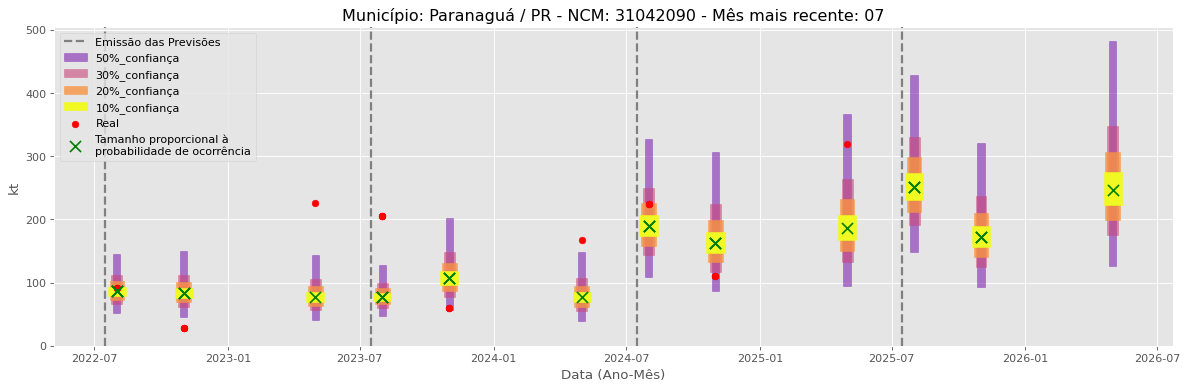 Município: Paranaguá / PR - NCM: 31042090 - Mês mais recente: 07
Emissão das Previsões
50%_confiança
30%_confiança
20%_confiança
10%_confiança
Real
Tamanho proporcional à
probabilidade de ocorrência
500
400
300
200
100
0
kt
2022-07
2023-01
2023-07
2024-01
2024-07
2025-01
2025-07
2026-01
2026-07
Data (Ano-Mês)